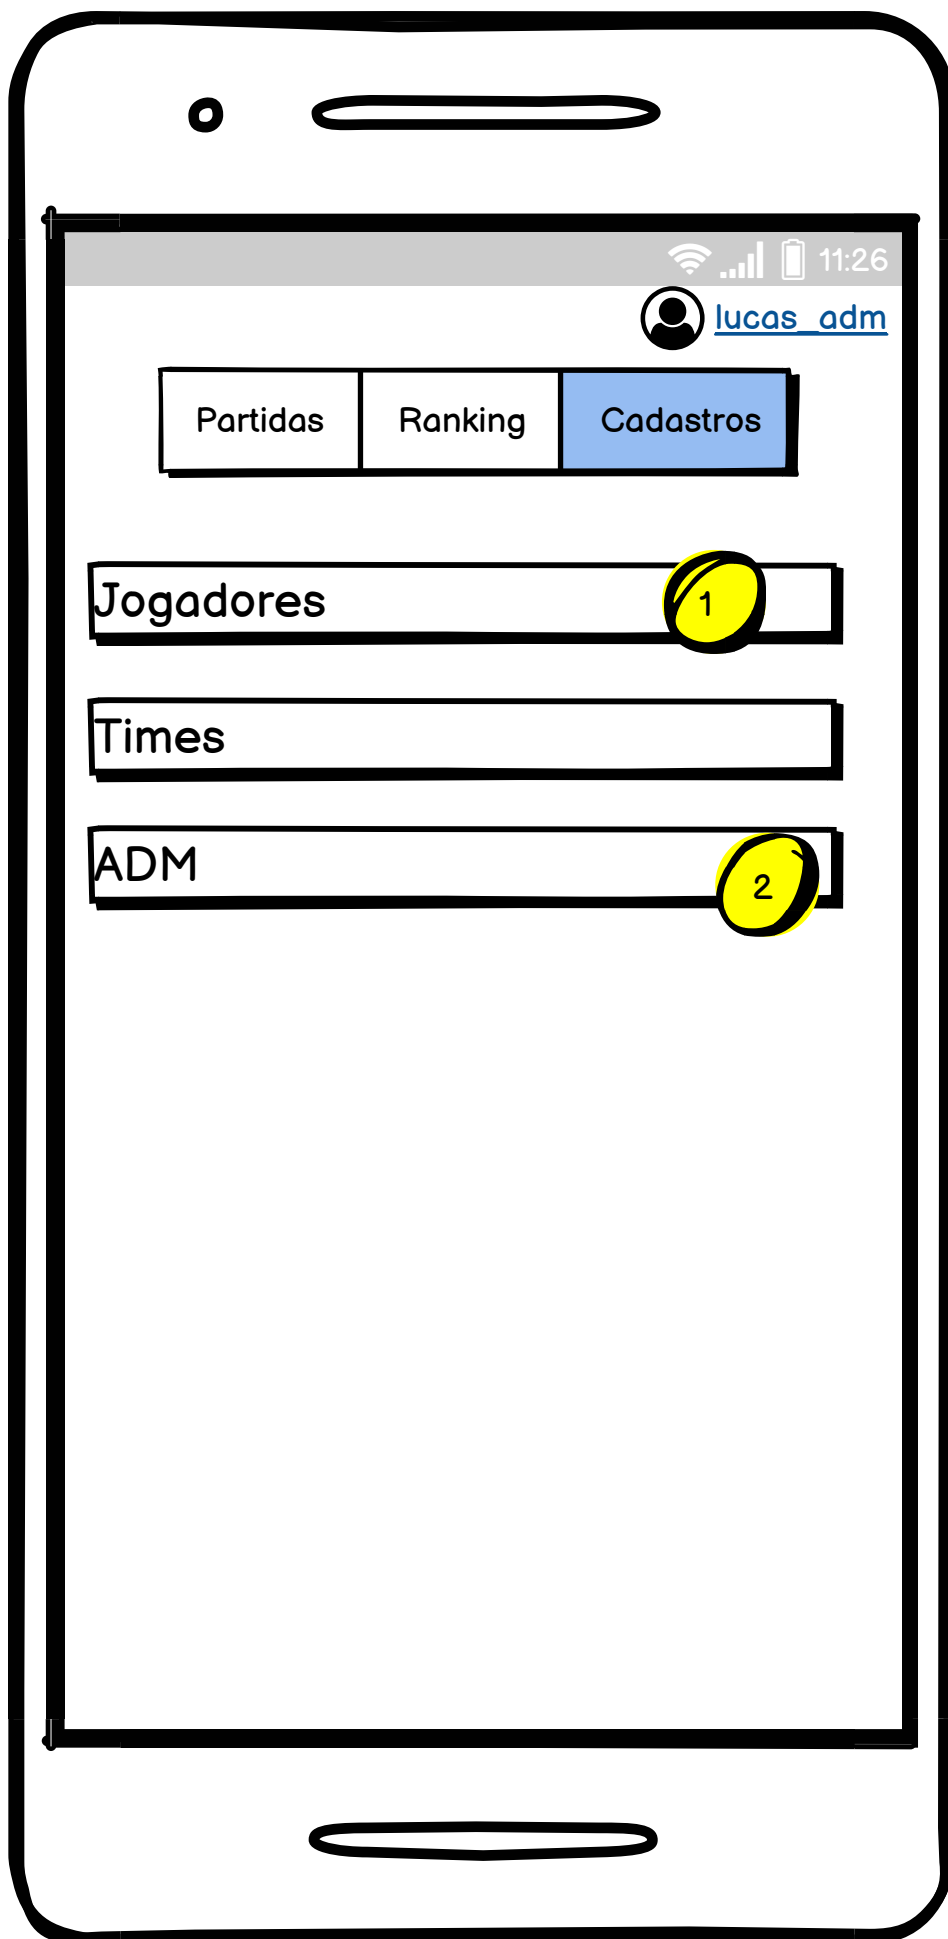 11:26
lucas_adm
Partidas Ranking Cadastros
Jogadores 1
Times
ADM 2